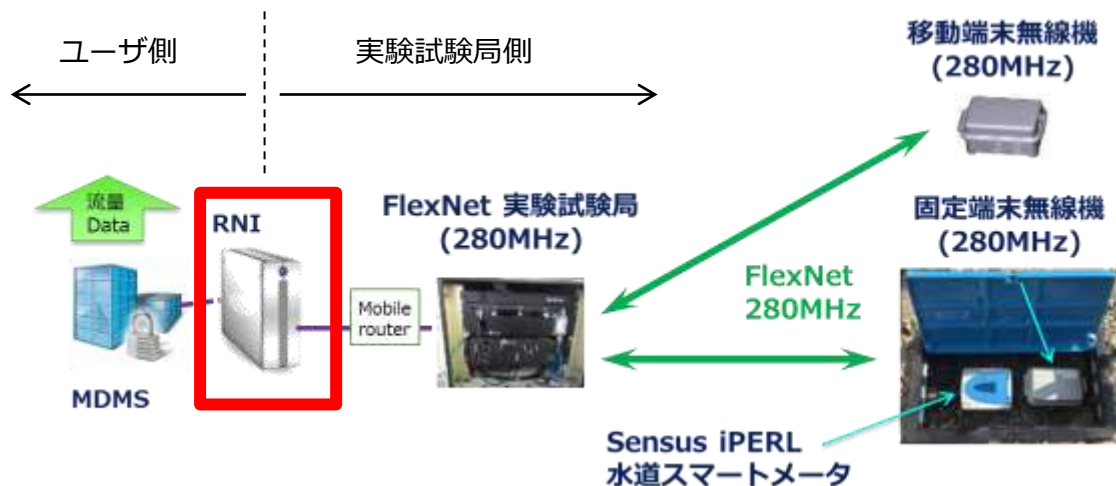 ユーザ側
実験試験局側
移動端末無線機
(280MHz)
流量
Data
RNI
FlexNet 実験試験局
(280MHz)
固定端末無線機
(280MHz)
Mobile
router
FlexNet
280MHz
MDMS
Sensus iPERL
水道スマートメータ